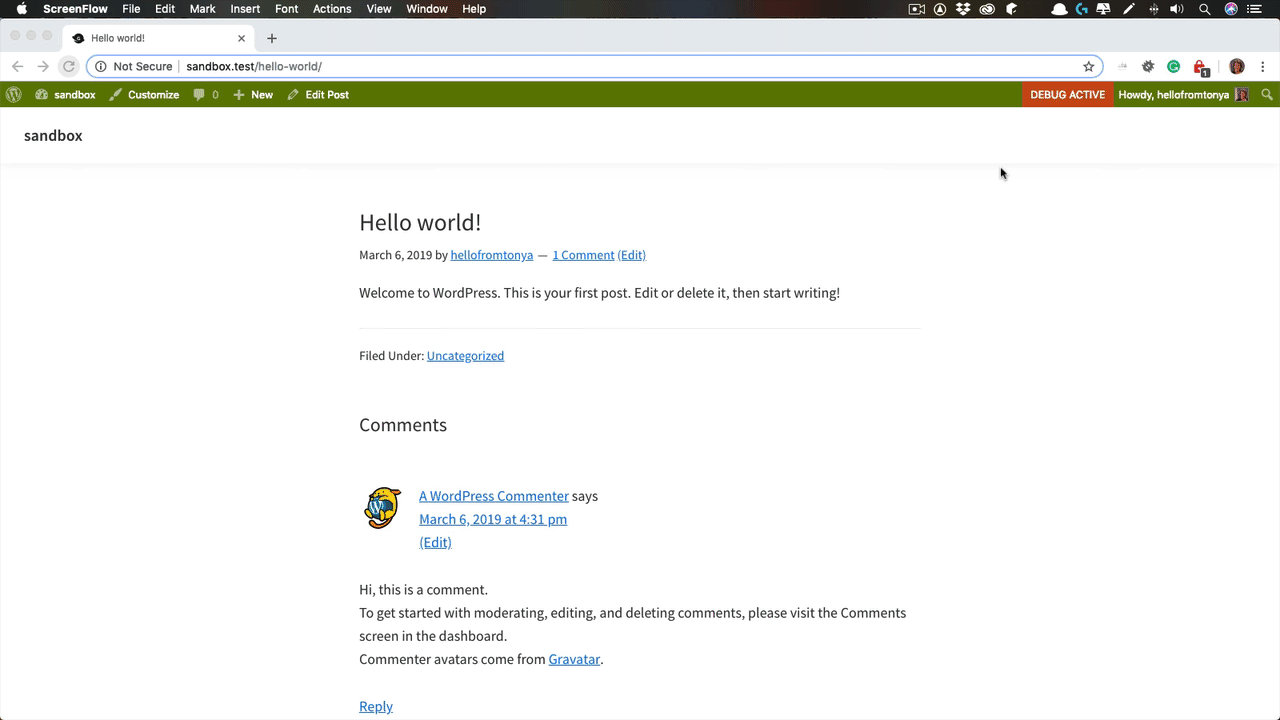 ScreenFlow File Edit Mark Insert Font Actions View Window Help
Hello world!
Not Secure sandbox.test/hello-world/
1
sandbox Customize 0 New Edit Post DEBUG ACTIVE Howdy, hellofromtonya
sandbox
Hello world!
March 6, 2019 by hellofromtonya — 1 Comment (Edit)
Welcome to WordPress. This is your first post. Edit or delete it, then start writing!
Filed Under: Uncategorized
Comments
A WordPress Commenter says
March 6, 2019 at 4:31 pm
(Edit)
Hi, this is a comment.
To get started with moderating, editing, and deleting comments, please visit the Comments
screen in the dashboard.
Commenter avatars come from Gravatar.
Reply